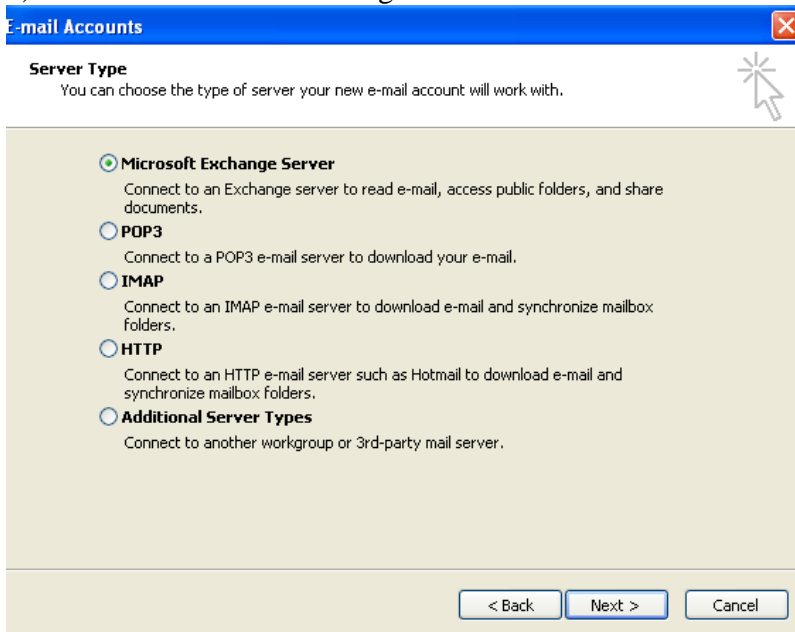 E-mail Accounts
Server Type
You can choose the type of server your new e-mail account will work with.
Microsoft Exchange Server
Connect to an Exchange server to read e-mail, access public folders, and share
documents.
POP3
Connect to a POP3 e-mail server to download your e-mail.
IMAP
Connect to an IMAP e-mail server to download e-mail and synchronize mailbox
folders.
HTTP
Connect to an HTTP e-mail server such as Hotmail to download e-mail and
synchronize mailbox folders.
Additional Server Types
Connect to another workgroup or 3rd-party mail server.
< Back Next > Cancel